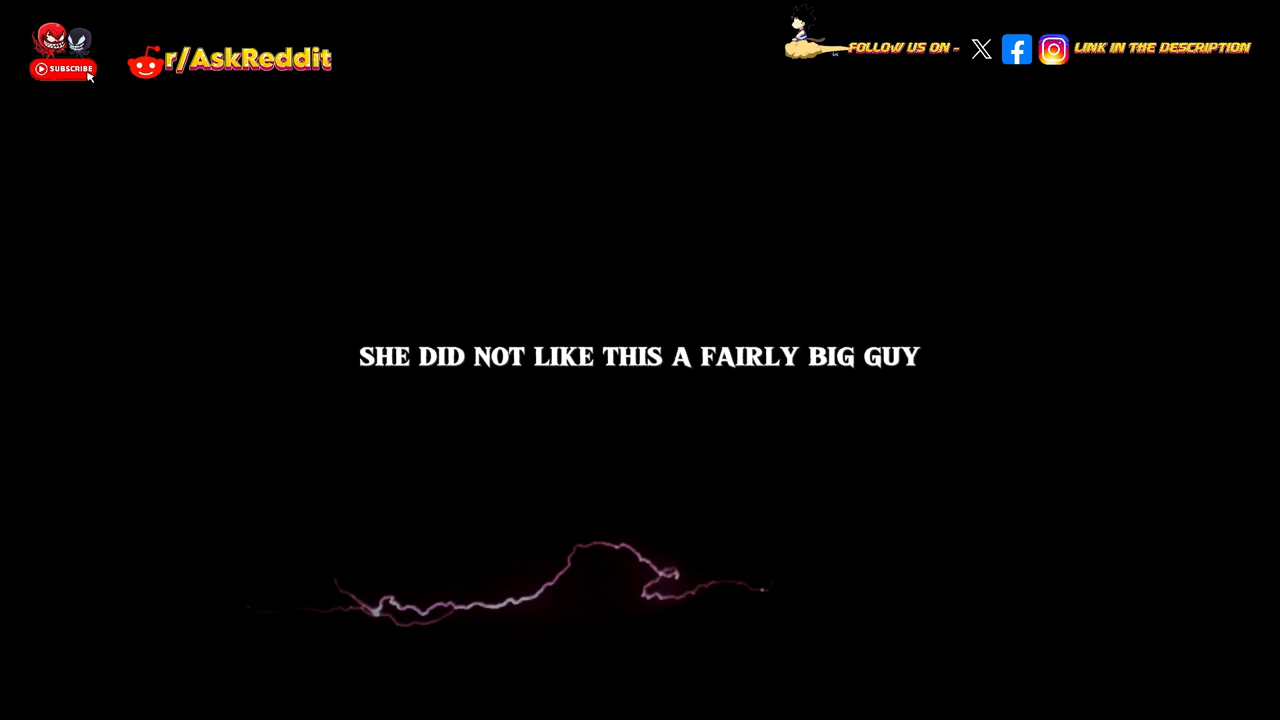 SUBSCRIBE
r/AskReddit
FOLLOW US ON -
LINK IN THE DESCRIPTION
SHE DID NOT LIKE THIS A FAIRLY BIG GUY